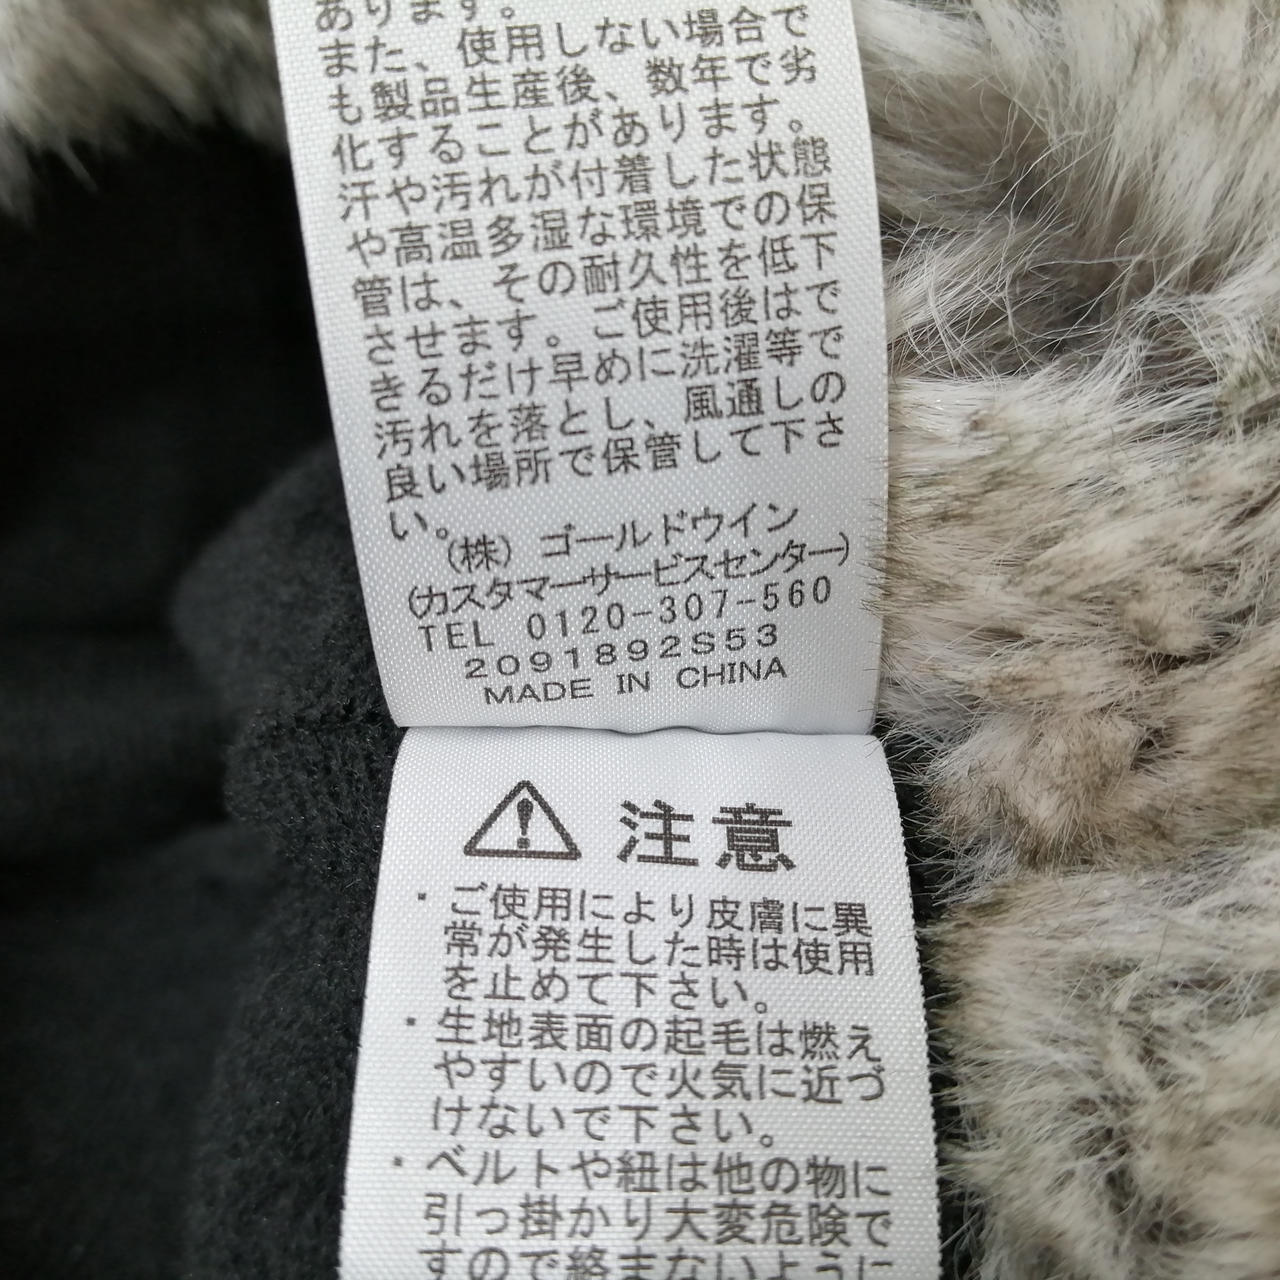 あります。
また、使用しない場合で
も製品生産後、数年で劣
化することがあります。
汗や汚れが付着した状態
や高温多湿な環境での保
管は、その耐久性を低下
させます。ご使用後はで
きるだけ早めに洗濯等で
汚れを落とし、風通しの
良い場所で保管して下さ
い。
(株) ゴールドウイン
(カスタマーサービスセンター)
TEL 0120-307-560
2091892S53
MADE IN CHINA
注意
・ご使用により皮膚に異
常が発生した時は使用
を止めて下さい。
・生地表面の起毛は燃え
やすいので火気に近づ
けないで下さい。
・ベルトや紐は他の物に
引っ掛かり大変危険で
すので絡まないように